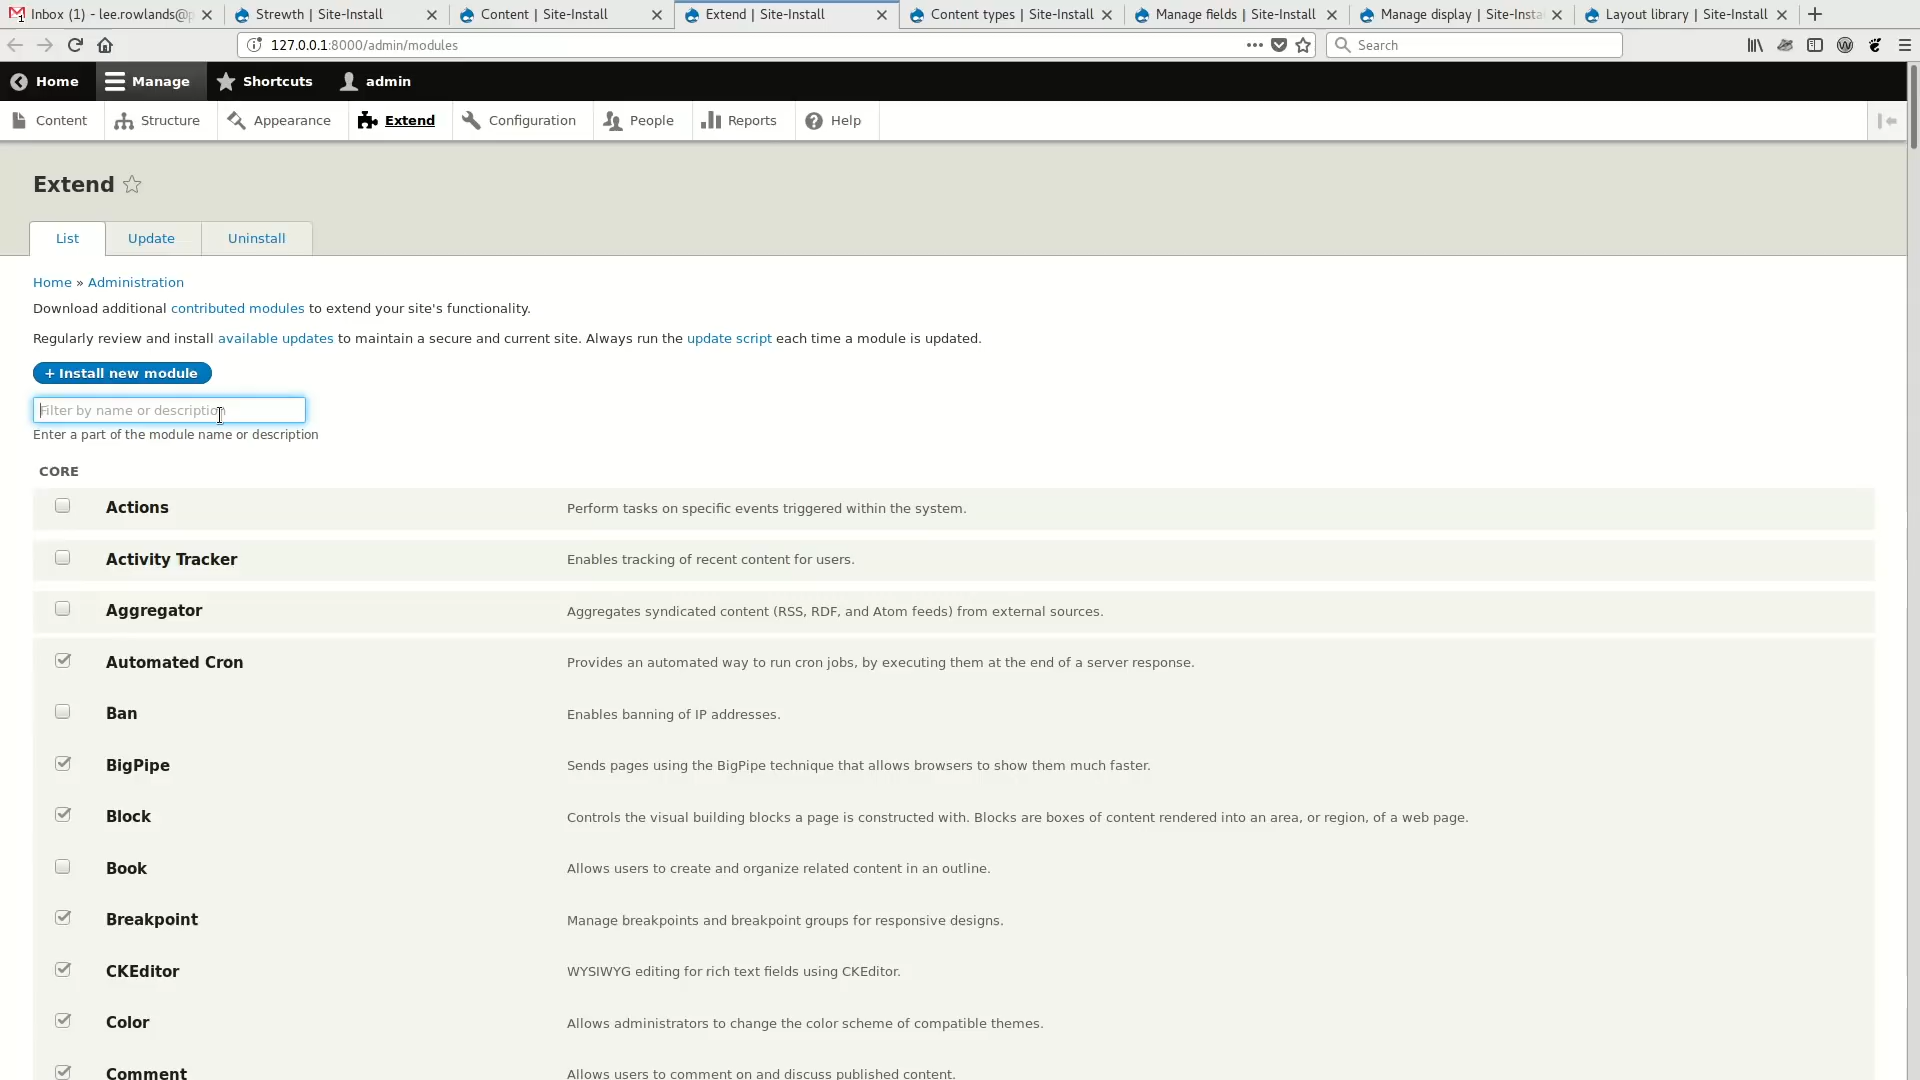 Inbox (1) - lee.rowlands@p
Strewth | Site-Install
Content | Site-Install
Extend | Site-Install
Content types | Site-Install
Manage fields | Site-Install
Manage display | Site-Insta
Layout library | Site-Install
127.0.0.1:8000/admin/modules
Search
Home
Manage
Shortcuts
admin
Content
Structure
Appearance
Extend
Configuration
People
Reports
Help
Extend
List
Update
Uninstall
Home » Administration
Download additional contributed modules to extend your site's functionality.
Regularly review and install available updates to maintain a secure and current site. Always run the update script each time a module is updated.
+ Install new module
Filter by name or description
Enter a part of the module name or description
CORE
Actions Perform tasks on specific events triggered within the system.
Activity Tracker Enables tracking of recent content for users.
Aggregator Aggregates syndicated content (RSS, RDF, and Atom feeds) from external sources.
Automated Cron Provides an automated way to run cron jobs, by executing them at the end of a server response.
Ban Enables banning of IP addresses.
BigPipe Sends pages using the BigPipe technique that allows browsers to show them much faster.
Block Controls the visual building blocks a page is constructed with. Blocks are boxes of content rendered into an area, or region, of a web page.
Book Allows users to create and organize related content in an outline.
Breakpoint Manage breakpoints and breakpoint groups for responsive designs.
CKEditor WYSIWYG editing for rich text fields using CKEditor.
Color Allows administrators to change the color scheme of compatible themes.
Comment Allows users to comment on and discuss published content.